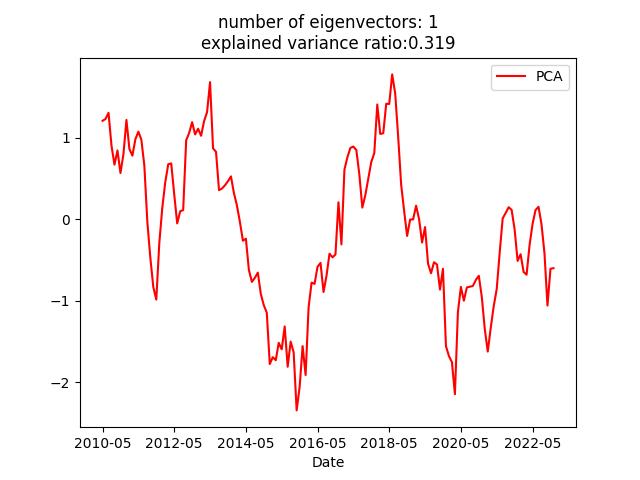 number of eigenvectors: 1
explained variance ratio:0.319
PCA
1
0
−1
−2
2010-05 2012-05 2014-05 2016-05 2018-05 2020-05 2022-05
Date